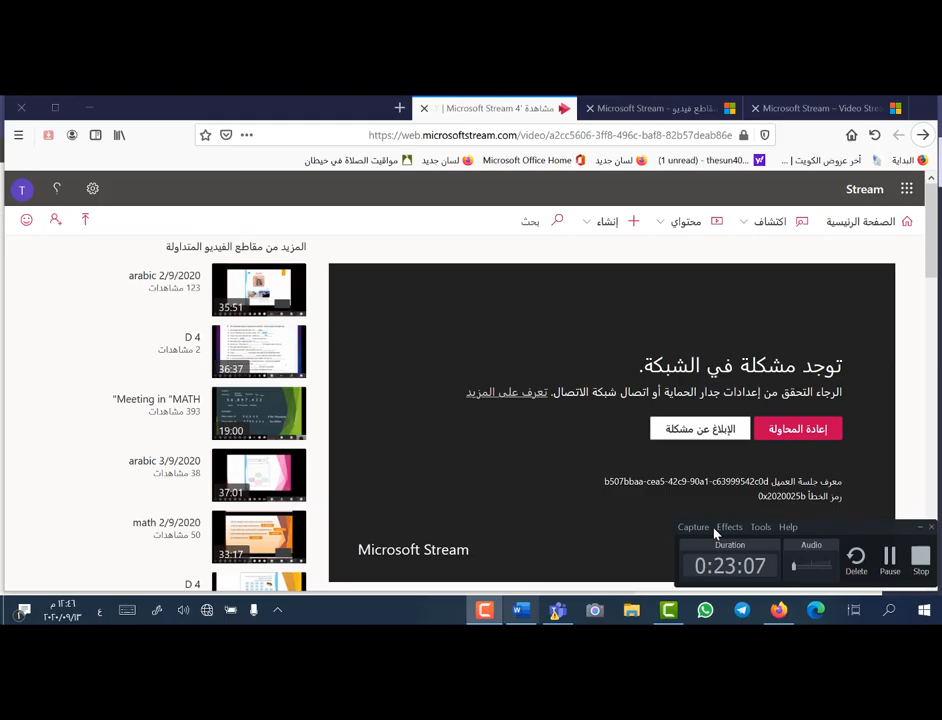 مشاهدة 'Microsoft Stream 4 |
مقاطع فيديو - Microsoft Stream
Microsoft Stream – Video Stre
https://web.microsoftstream.com/video/a2cc5606-3ff8-496c-baf8-82b57deab86e
البداية
أخر عروض الكويت | ...
(1 unread) - thesun40...
لسان جديد
Microsoft Office Home
لسان جديد
مواقيت الصلاة في حيطان
Stream
T
الصفحة الرئيسية
اكتشاف
محتواي
إنشاء
بحث
المزيد من مقاطع الفيديو المتداولة
arabic 2/9/2020
123 مشاهدات
35:51
D 4
2 مشاهدات
36:37
"Meeting in "MATH
393 مشاهدات
19:00
arabic 3/9/2020
38 مشاهدات
37:01
math 2/9/2020
50 مشاهدات
33:17
D 4
توجد مشكلة في الشبكة.
الرجاء التحقق من إعدادات جدار الحماية أو اتصال شبكة الاتصال. تعرف على المزيد
إعادة المحاولة
الإبلاغ عن مشكلة
معرف جلسة العميل b507bbaa-cea5-42c9-90a1-c63999542c0d
رمز الخطأ 0x2020025b
Microsoft Stream
Capture Effects Tools Help
Duration
Audio
0:23:07
Delete
Pause
Stop
ع
١٢:٤٦ م
٢٠٢٠/٠٩/١٣